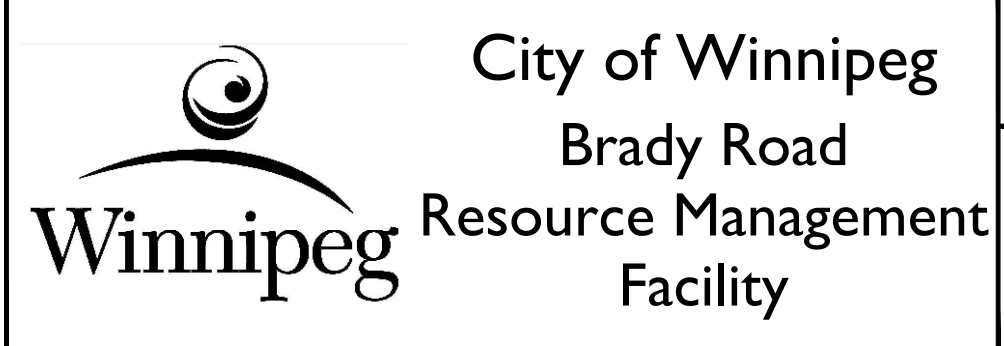 Winnipeg
City of Winnipeg
Brady Road
Resource Management
Facility